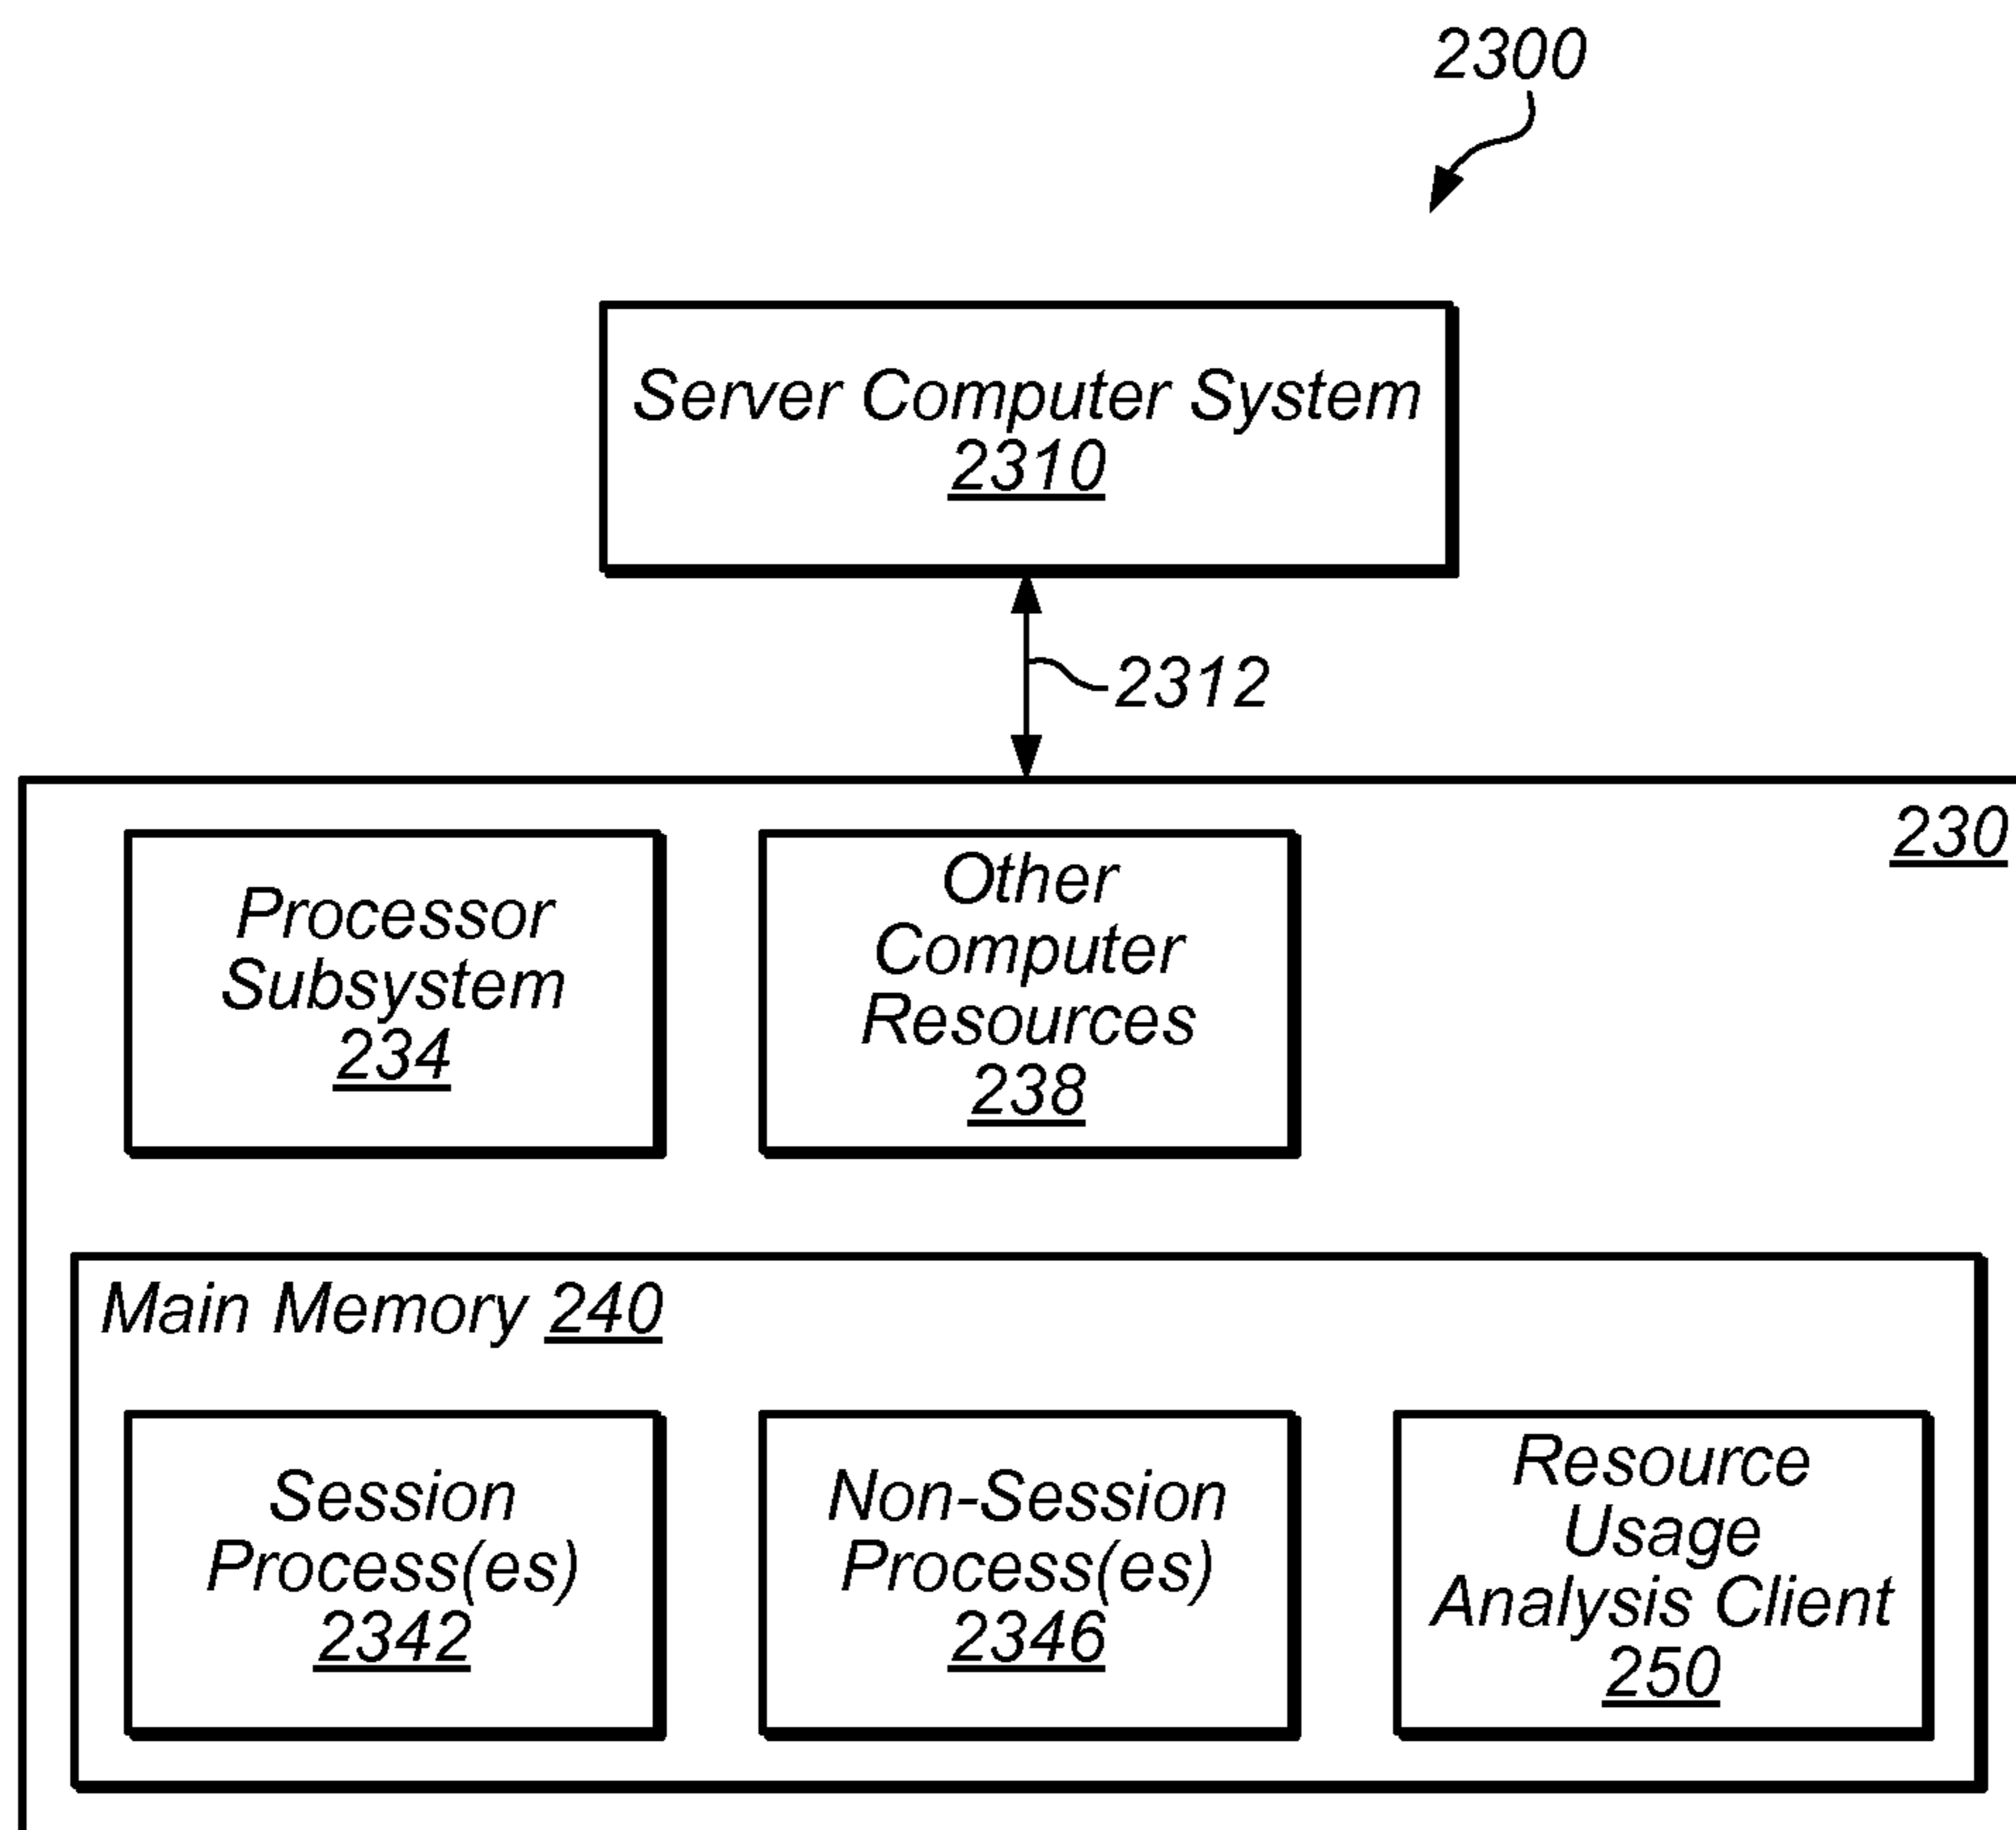 2300
Server Computer System
2310
2312
230
Processor
Subsystem
234
Other
Computer
Resources
238
Main Memory 240
Session
Process(es)
2342
Non-Session
Process(es)
2346
Resource
Usage
Analysis Client
250